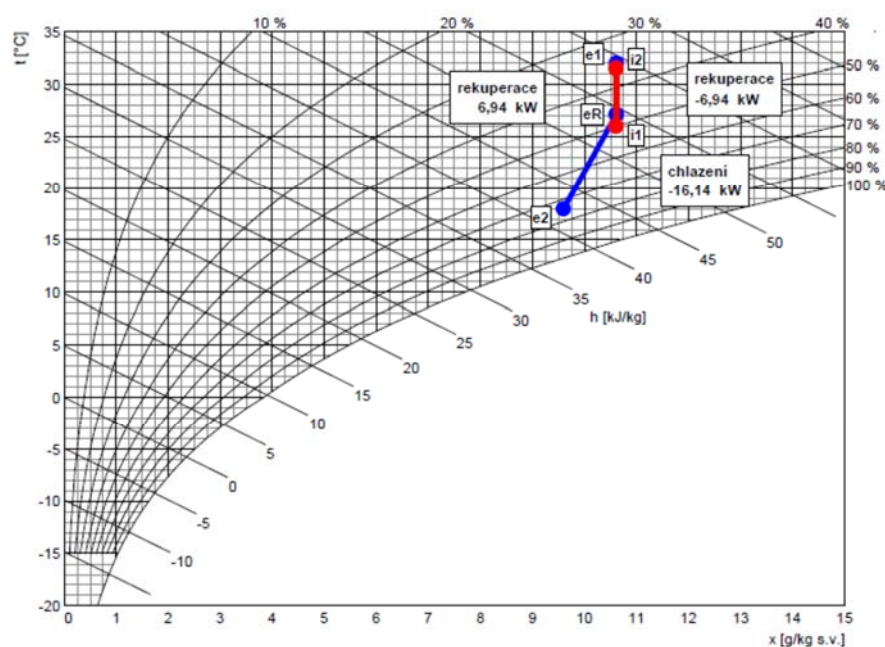 10 % 20 % 30 % 40 %
t [°C]
35
30
25
20
15
10
5
0
-5
-10
-15
-20
50 %
60 %
70 %
80 %
90 %
100 %
e1 i2
rekuperace
6,94 kW
rekuperace
-6,94 kW
eR
i1
chlazení
-16,14 kW
e2
50
45
40
35
30
25
20
15
10
5
0
-5
-10
h [kJ/kg]
0 1 2 3 4 5 6 7 8 9 10 11 12 13 14 15
x [g/kg s.v.]